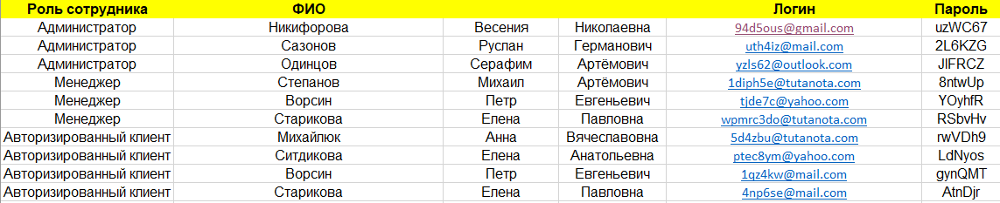 Роль сотрудника ФИО Логин Пароль
Администратор Никифорова Весения Николаевна 94d5ous@gmail.com uzWC67
Администратор Сазонов Руслан Германович uth4iz@mail.com 2L6KZG
Администратор Одинцов Серафим Артёмович yzls62@outlook.com JlFRCZ
Менеджер Степанов Михаил Артёмович 1diph5e@tutanota.com 8ntwUp
Менеджер Ворсин Петр Евгеньевич tjde7c@yahoo.com YOyhfR
Менеджер Старикова Елена Павловна wpmrc3do@tutanota.com RSbvHv
Авторизированный клиент Михайлюк Анна Вячеславовна 5d4zbu@tutanota.com rwVDh9
Авторизированный клиент Ситдикова Елена Анатольевна ptec8ym@yahoo.com LdNyos
Авторизированный клиент Ворсин Петр Евгеньевич 1qz4kw@mail.com gynQMT
Авторизированный клиент Старикова Елена Павловна 4np6se@mail.com AtnDjr